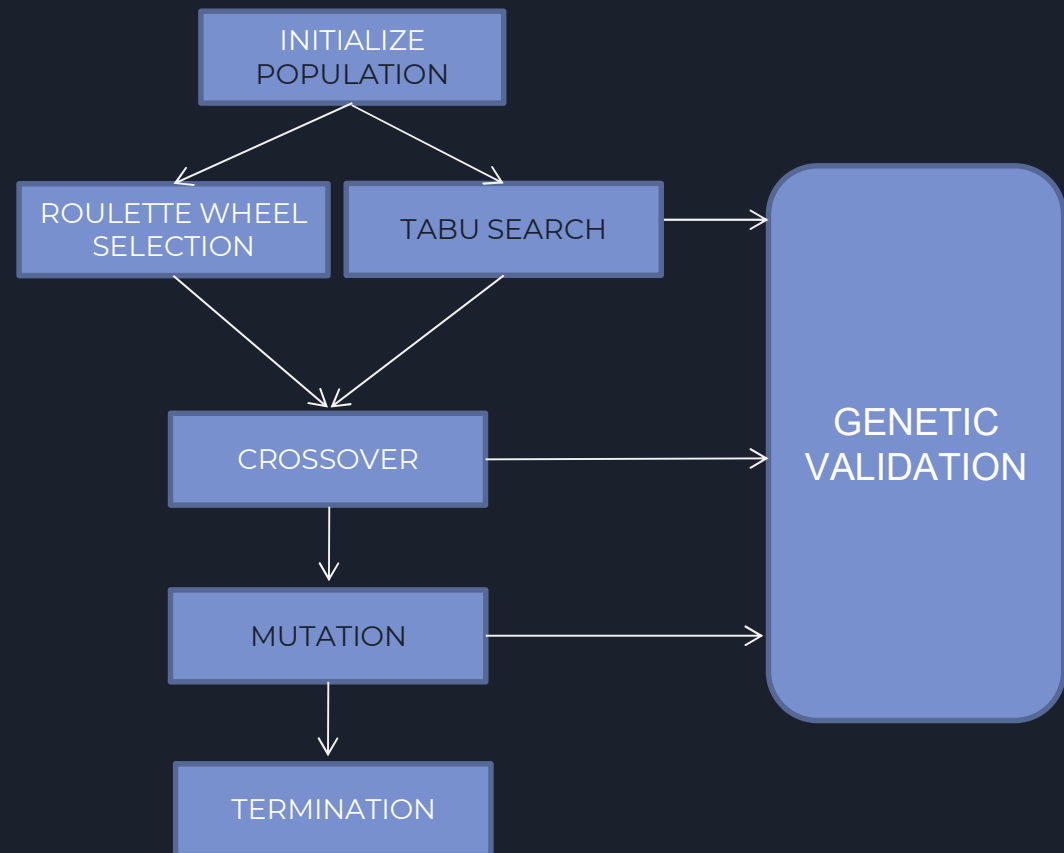 INITIALIZE
POPULATION
ROULETTE WHEEL
SELECTION
TABU SEARCH
CROSSOVER
GENETIC
VALIDATION
MUTATION
TERMINATION